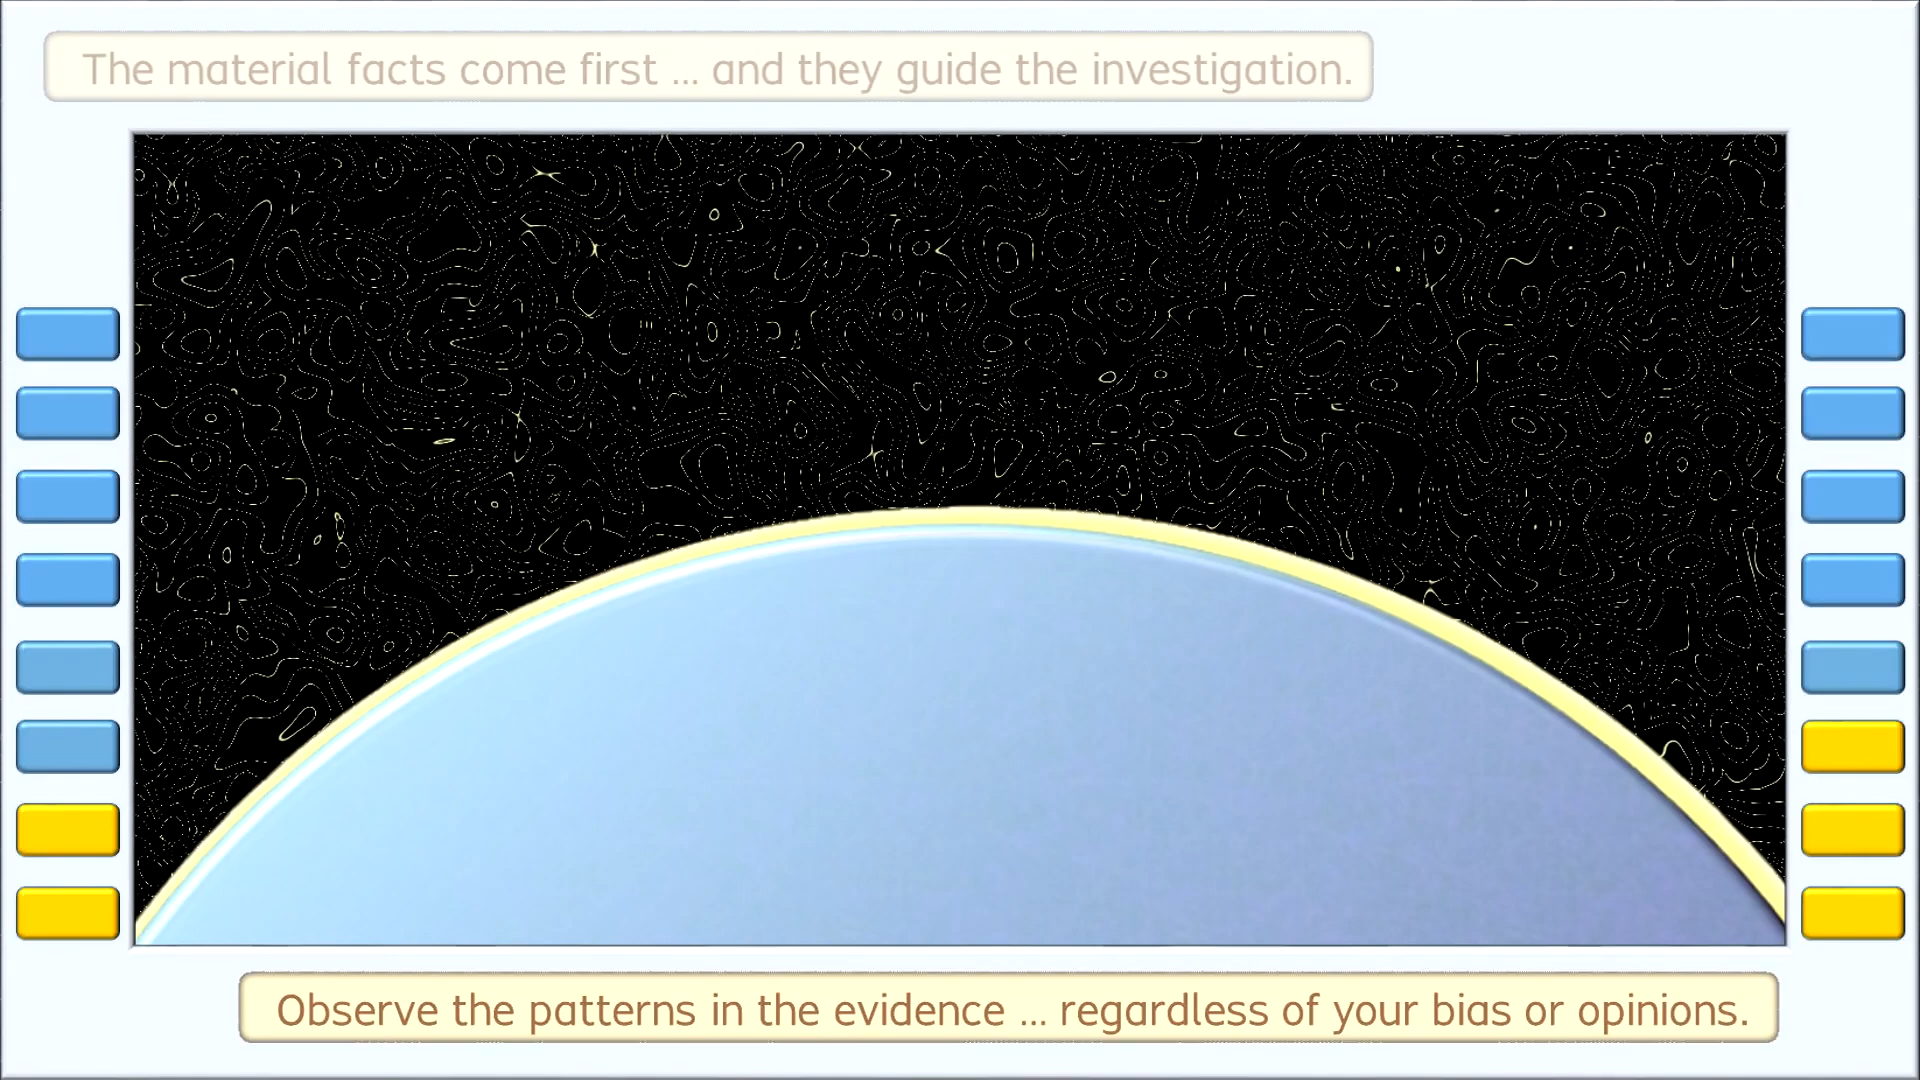 The material facts come first ... and they guide the investigation.
Observe the patterns in the evidence ... regardless of your bias or opinions.